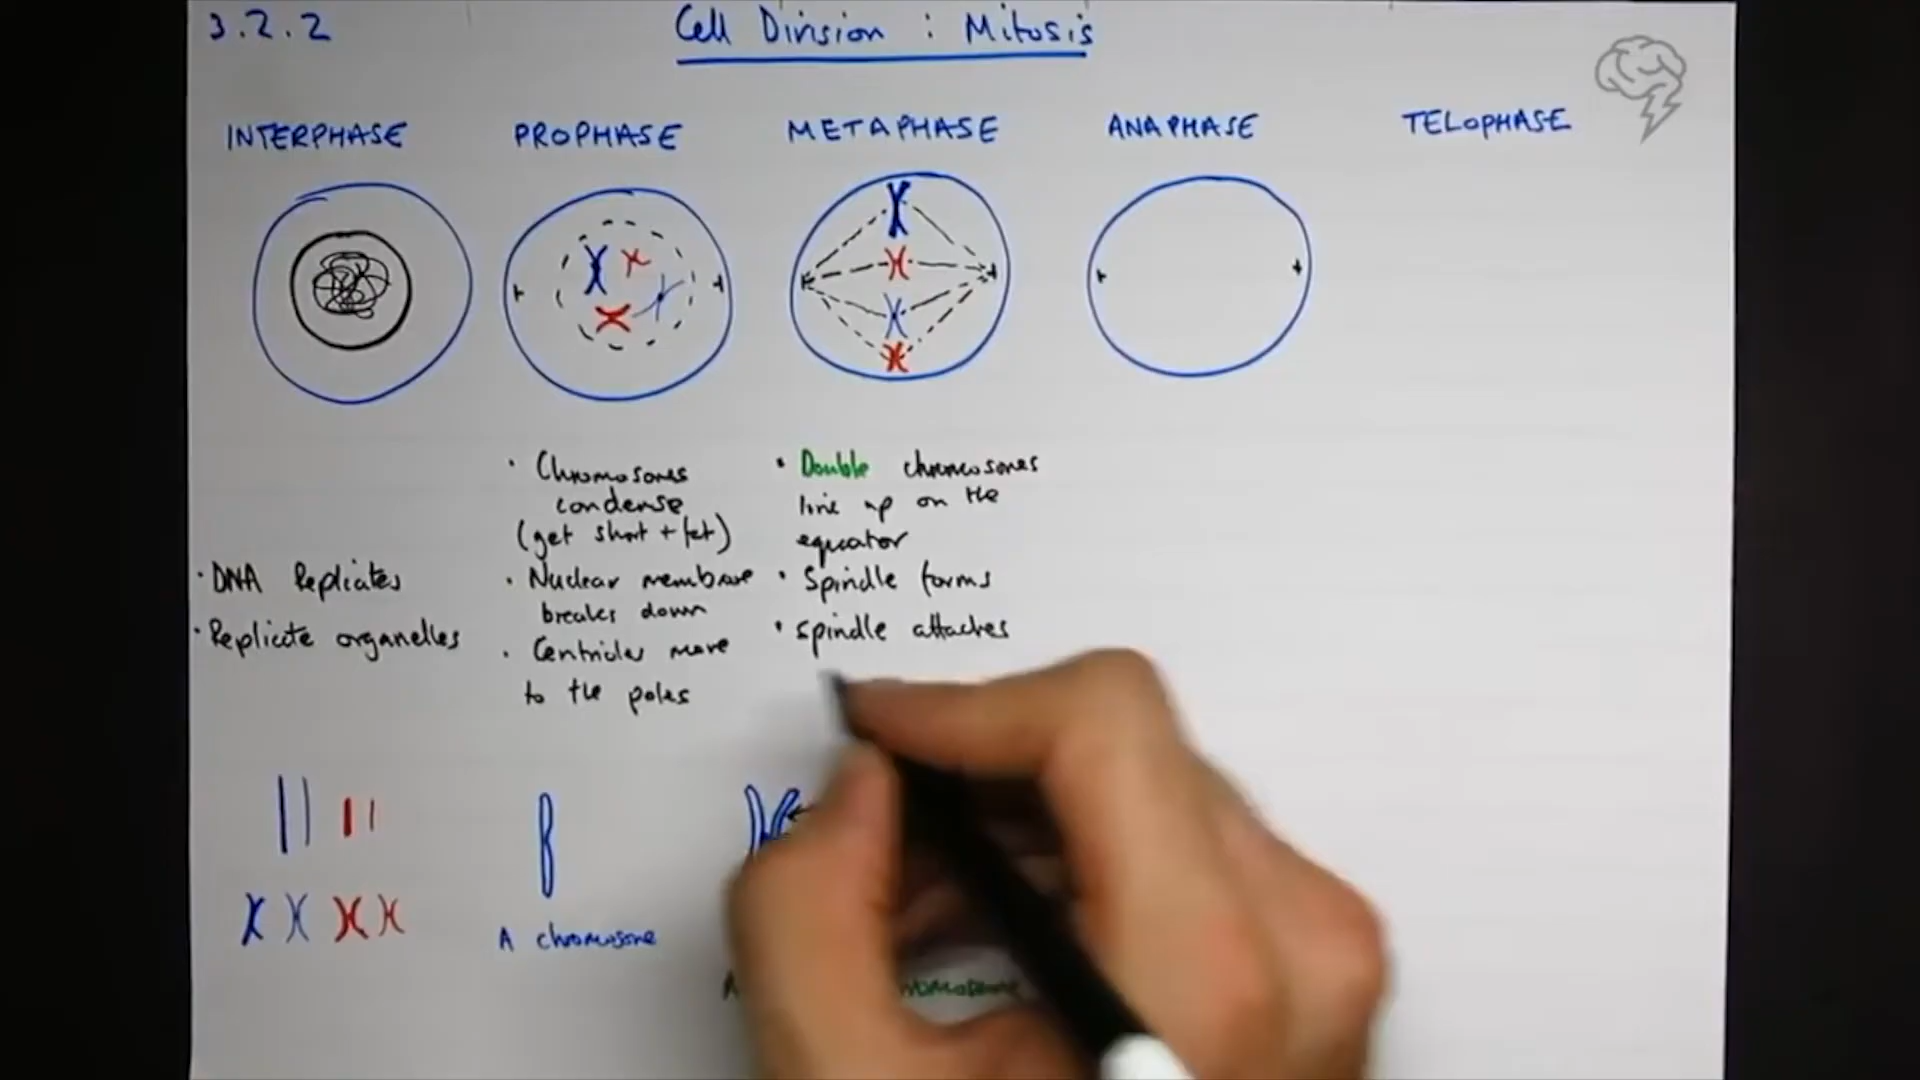 3.2.2
Cell Division : Mitosis
INTERPHASE
PROPHASE
METAPHASE
ANAPHASE
TELOPHASE
• DNA Replicates
• Replicate organelles
• Chromosomes
condense
(get short + fat)
• Nuclear membrane
breaks down
• Centrioles move
to the poles
• Double chromosomes
line up on the
equator
• Spindle forms
• Spindle attaches
A chromosome
A